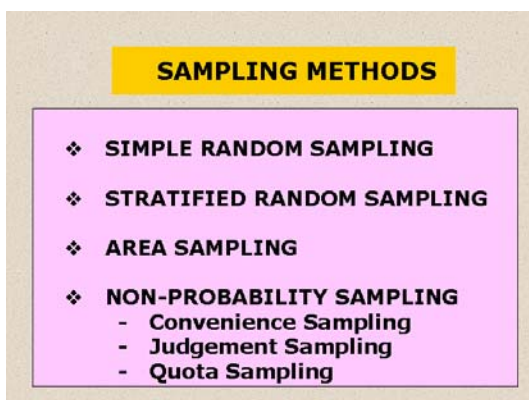 SAMPLING METHODS
❖ SIMPLE RANDOM SAMPLING
❖ STRATIFIED RANDOM SAMPLING
❖ AREA SAMPLING
❖ NON-PROBABILITY SAMPLING
- Convenience Sampling
- Judgement Sampling
- Quota Sampling